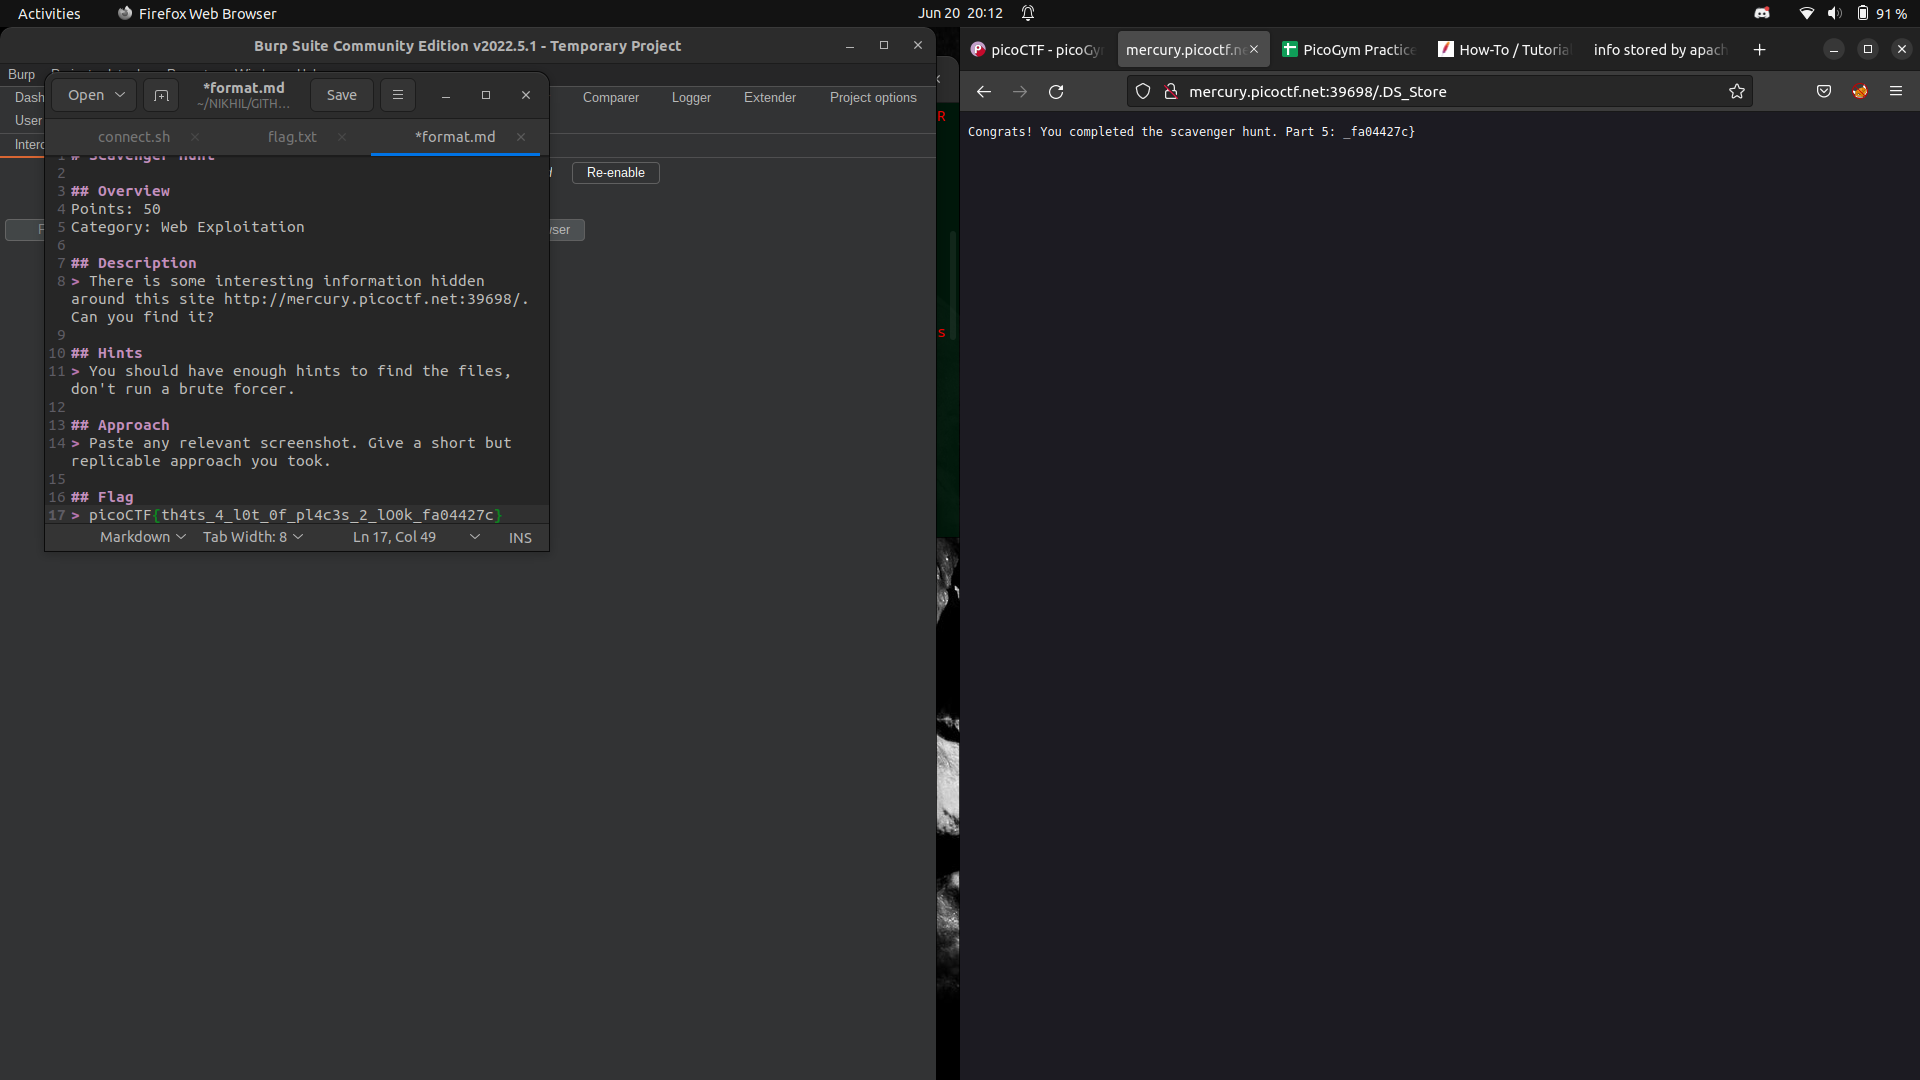 Activities
Firefox Web Browser
Jun 20 20:12
91 %
Burp Suite Community Edition v2022.5.1 - Temporary Project
Burp
Dash
Comparer
Logger
Extender
Project options
User
Re-enable
Open
*format.md
~/NIKHIL/GITH...
Save
connect.sh
flag.txt
*format.md
1 # Scavenger Hunt
2
3 ## Overview
4 Points: 50
5 Category: Web Exploitation
6
7 ## Description
8 > There is some interesting information hidden
around this site http://mercury.picoctf.net:39698/.
Can you find it?
9
10 ## Hints
11 > You should have enough hints to find the files,
don't run a brute forcer.
12
13 ## Approach
14 > Paste any relevant screenshot. Give a short but
replicable approach you took.
15
16 ## Flag
17 > picoCTF{th4ts_4_l0t_0f_pl4c3s_2_lO0k_fa04427c}
Markdown
Tab Width: 8
Ln 17, Col 49
INS
picoCTF - picoGy
mercury.picoctf.ne
PicoGym Practice
How-To / Tutoria
info stored by apach
mercury.picoctf.net:39698/.DS_Store
Congrats! You completed the scavenger hunt. Part 5: _fa04427c}